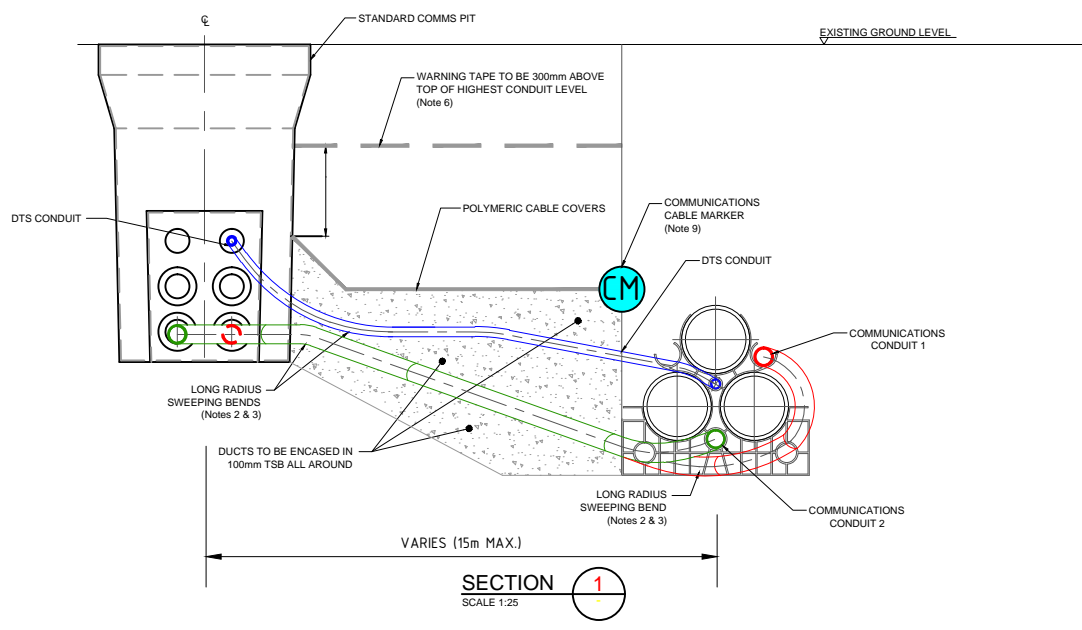 ℄
STANDARD COMMS PIT
EXISTING GROUND LEVEL
WARNING TAPE TO BE 300mm ABOVE
TOP OF HIGHEST CONDUIT LEVEL
(Note 6)
DTS CONDUIT
POLYMERIC CABLE COVERS
COMMUNICATIONS
CABLE MARKER
(Note 9)
DTS CONDUIT
CM
COMMUNICATIONS
CONDUIT 1
LONG RADIUS
SWEEPING BENDS
(Notes 2 & 3)
DUCTS TO BE ENCASED IN
100mm TSB ALL AROUND
LONG RADIUS
SWEEPING BEND
(Notes 2 & 3)
COMMUNICATIONS
CONDUIT 2
VARIES (15m MAX.)
SECTION
SCALE 1:25
1
-